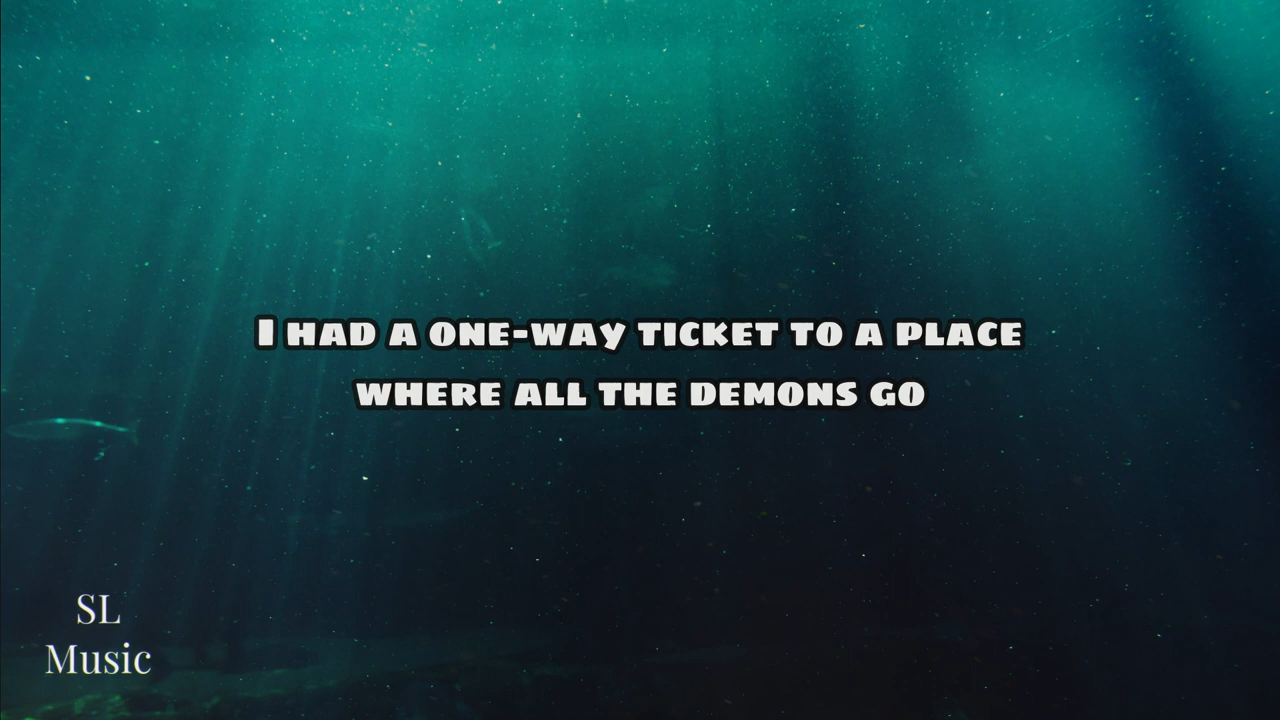 I HAD A ONE-WAY TICKET TO A PLACE
WHERE ALL THE DEMONS GO
SL
Music